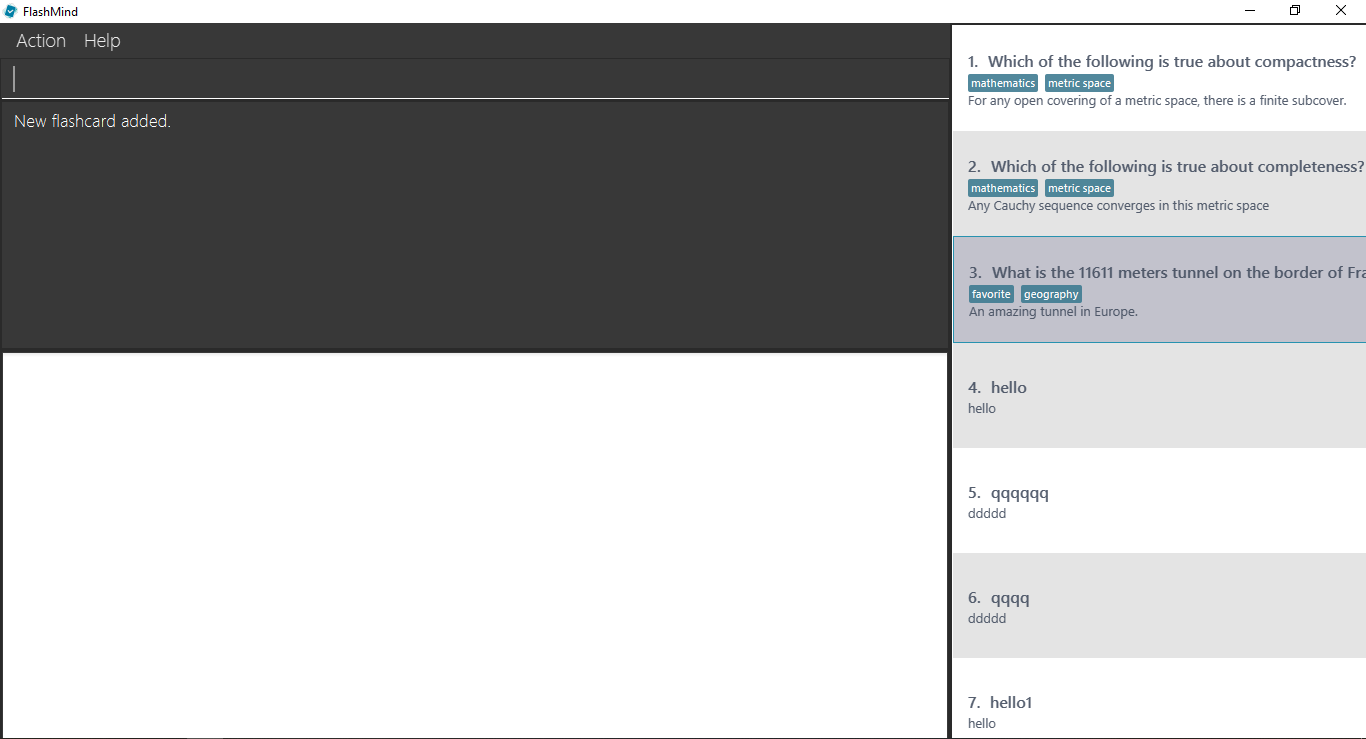 FlashMind
Action Help
New flashcard added.
1. Which of the following is true about compactness?
mathematics metric space
For any open covering of a metric space, there is a finite subcover.
2. Which of the following is true about completeness?
mathematics metric space
Any Cauchy sequence converges in this metric space
3. What is the 11611 meters tunnel on the border of Fra
favorite geography
An amazing tunnel in Europe.
4. hello
hello
5. qqqqqq
ddddd
6. qqqq
ddddd
7. hello1
hello